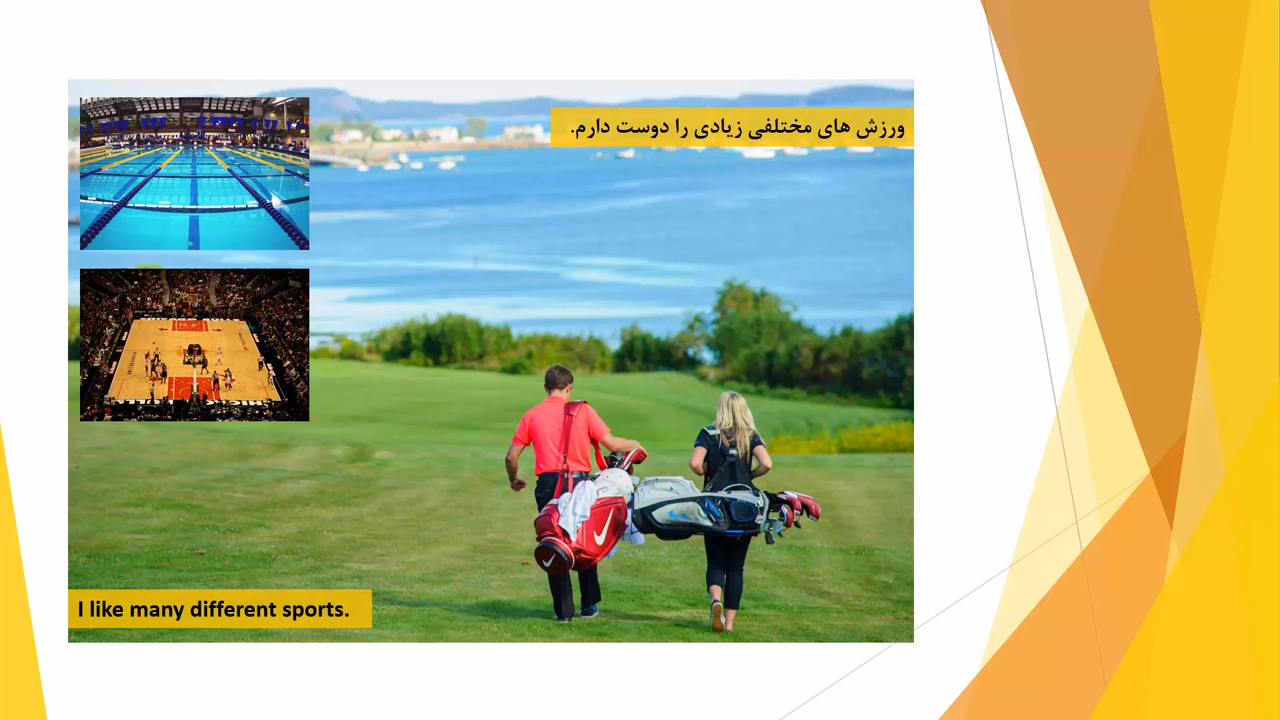 ورزش های مختلفی زیادی را دوست دارم.
I like many different sports.